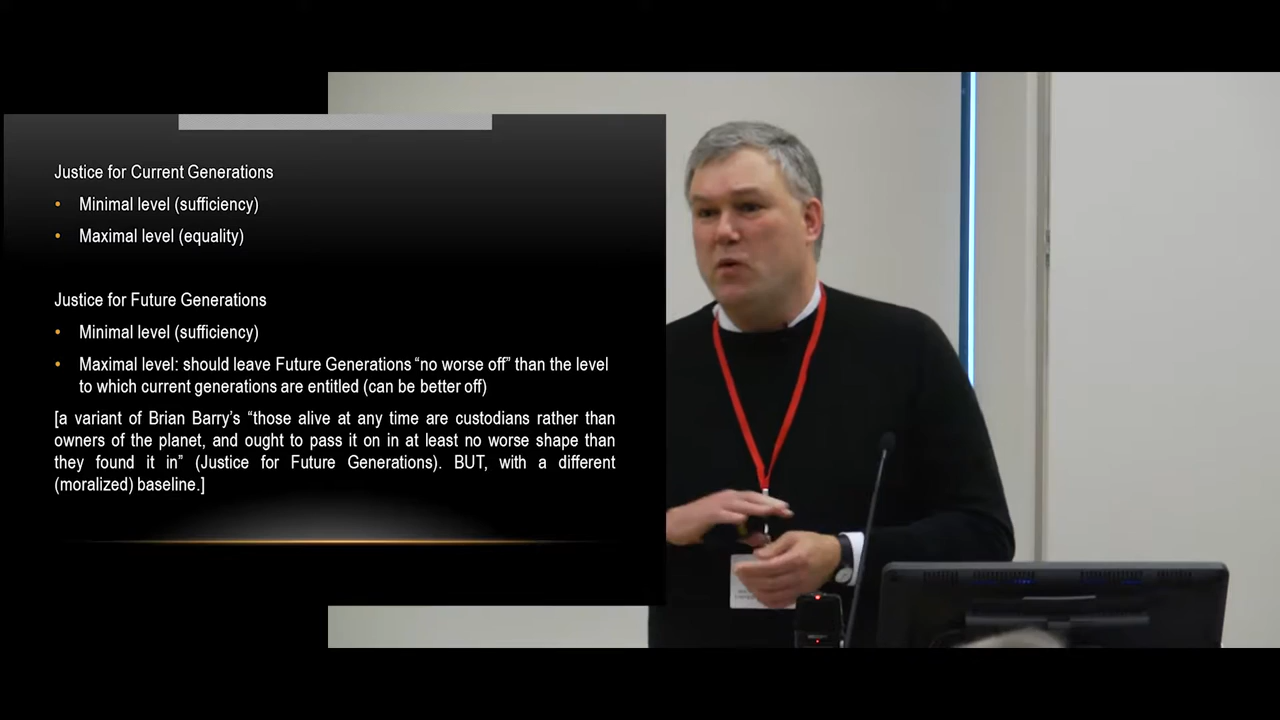 Justice for Current Generations
• Minimal level (sufficiency)
• Maximal level (equality)
Justice for Future Generations
• Minimal level (sufficiency)
• Maximal level: should leave Future Generations “no worse off” than the level
to which current generations are entitled (can be better off)
[a variant of Brian Barry’s “those alive at any time are custodians rather than
owners of the planet, and ought to pass it on in at least no worse shape than
they found it in” (Justice for Future Generations). BUT, with a different
(moralized) baseline.]